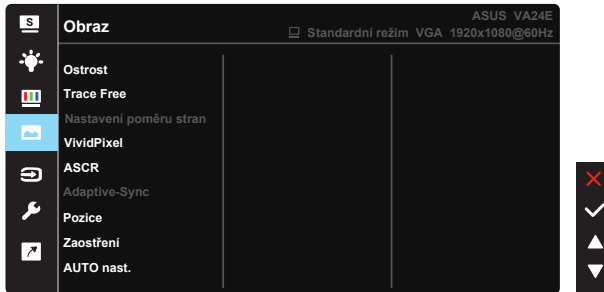 S
Obraz
ASUS VA24E
Standardní režim VGA 1920x1080@60Hz
Ostrost
Trace Free
Nastavení poměru stran
VividPixel
ASCR
Adaptive-Sync
Pozice
Zaostření
AUTO nast.